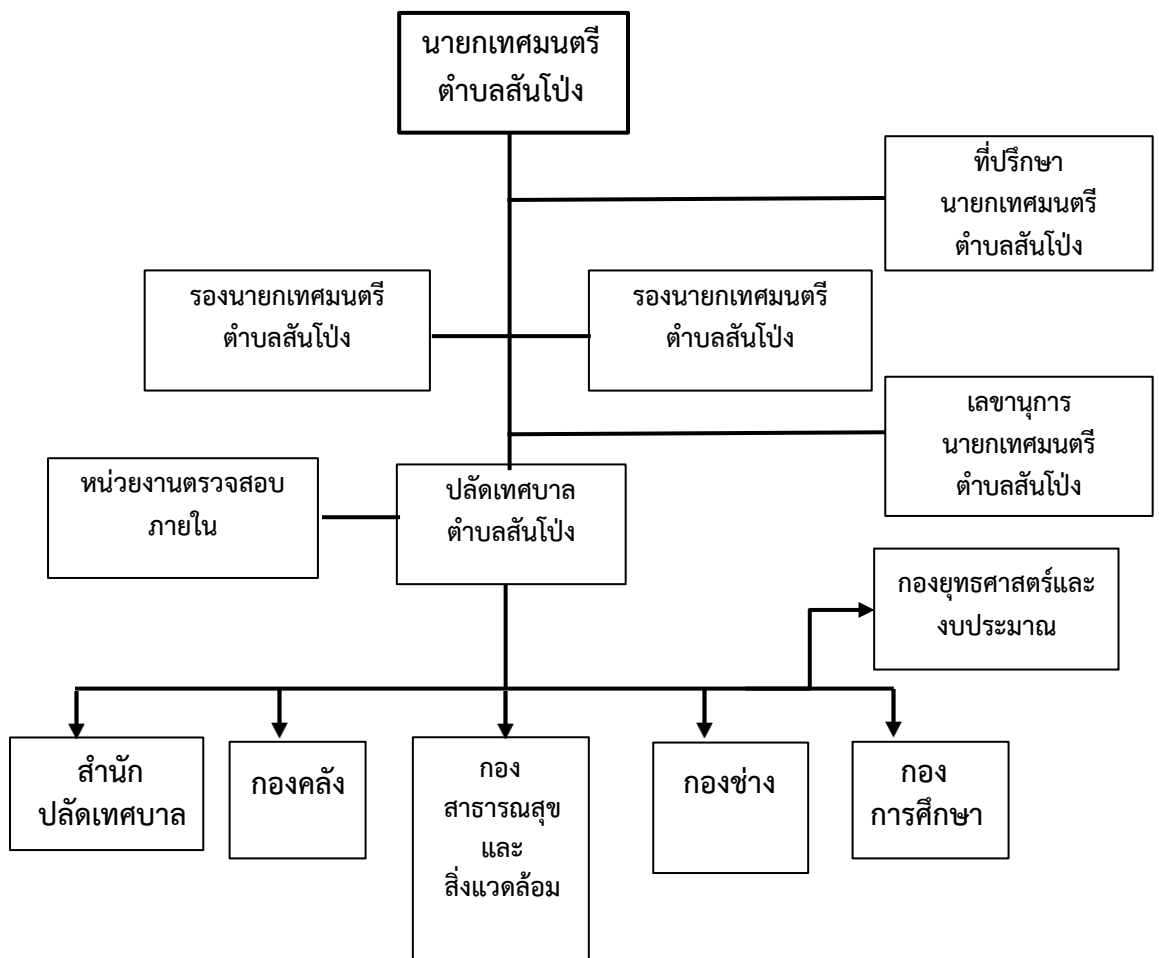 นายกเทศมนตรี
ตำบลสันโป่ง
ที่ปรึกษา
นายกเทศมนตรี
ตำบลสันโป่ง
รองนายกเทศมนตรี
ตำบลสันโป่ง
รองนายกเทศมนตรี
ตำบลสันโป่ง
เลขานุการ
นายกเทศมนตรี
ตำบลสันโป่ง
หน่วยงานตรวจสอบ
ภายใน
ปลัดเทศบาล
ตำบลสันโป่ง
กองยุทธศาสตร์และ
งบประมาณ
สำนัก
ปลัดเทศบาล
กองคลัง
กอง
สาธารณสุข
และ
สิ่งแวดล้อม
กองช่าง
กอง
การศึกษา